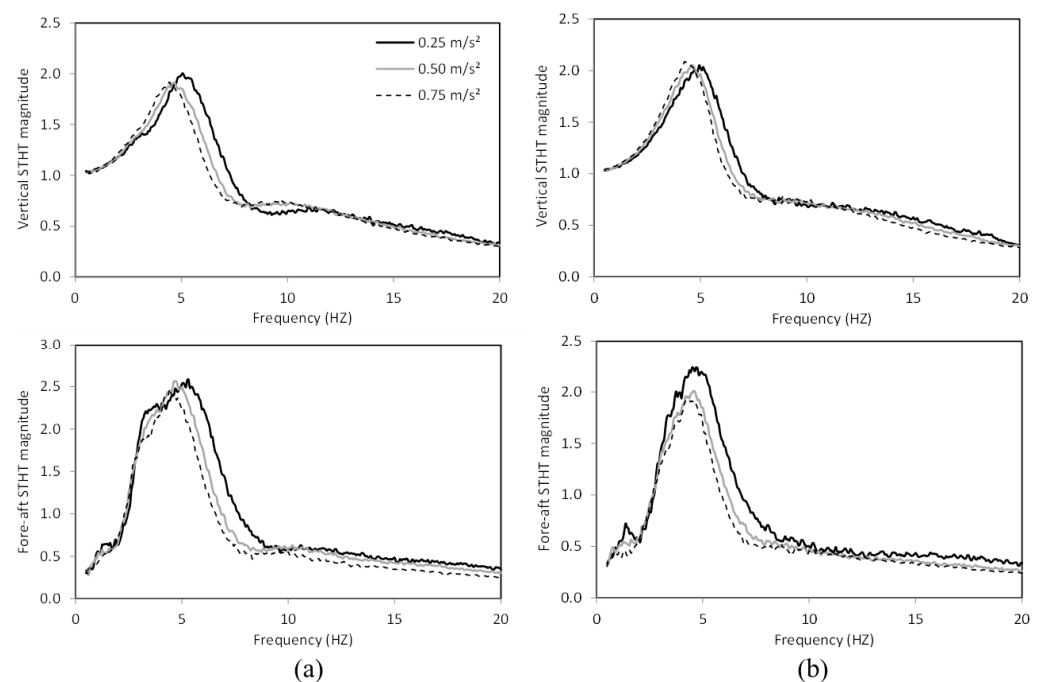 2.5
2.0
1.5
1.0
0.5
0.0
Vertical STHT magnitude
0 5 10 15 20
Frequency (HZ)
0.25 m/s²
0.50 m/s²
0.75 m/s²
2.5
2.0
1.5
1.0
0.5
0.0
Vertical STHT magnitude
0 5 10 15 20
Frequency (HZ)
3.0
2.5
2.0
1.5
1.0
0.5
0.0
Fore-aft STHT magnitude
0 5 10 15 20
Frequency (HZ)
(a)
2.5
2.0
1.5
1.0
0.5
0.0
Fore-aft STHT magnitude
0 5 10 15 20
Frequency (HZ)
(b)